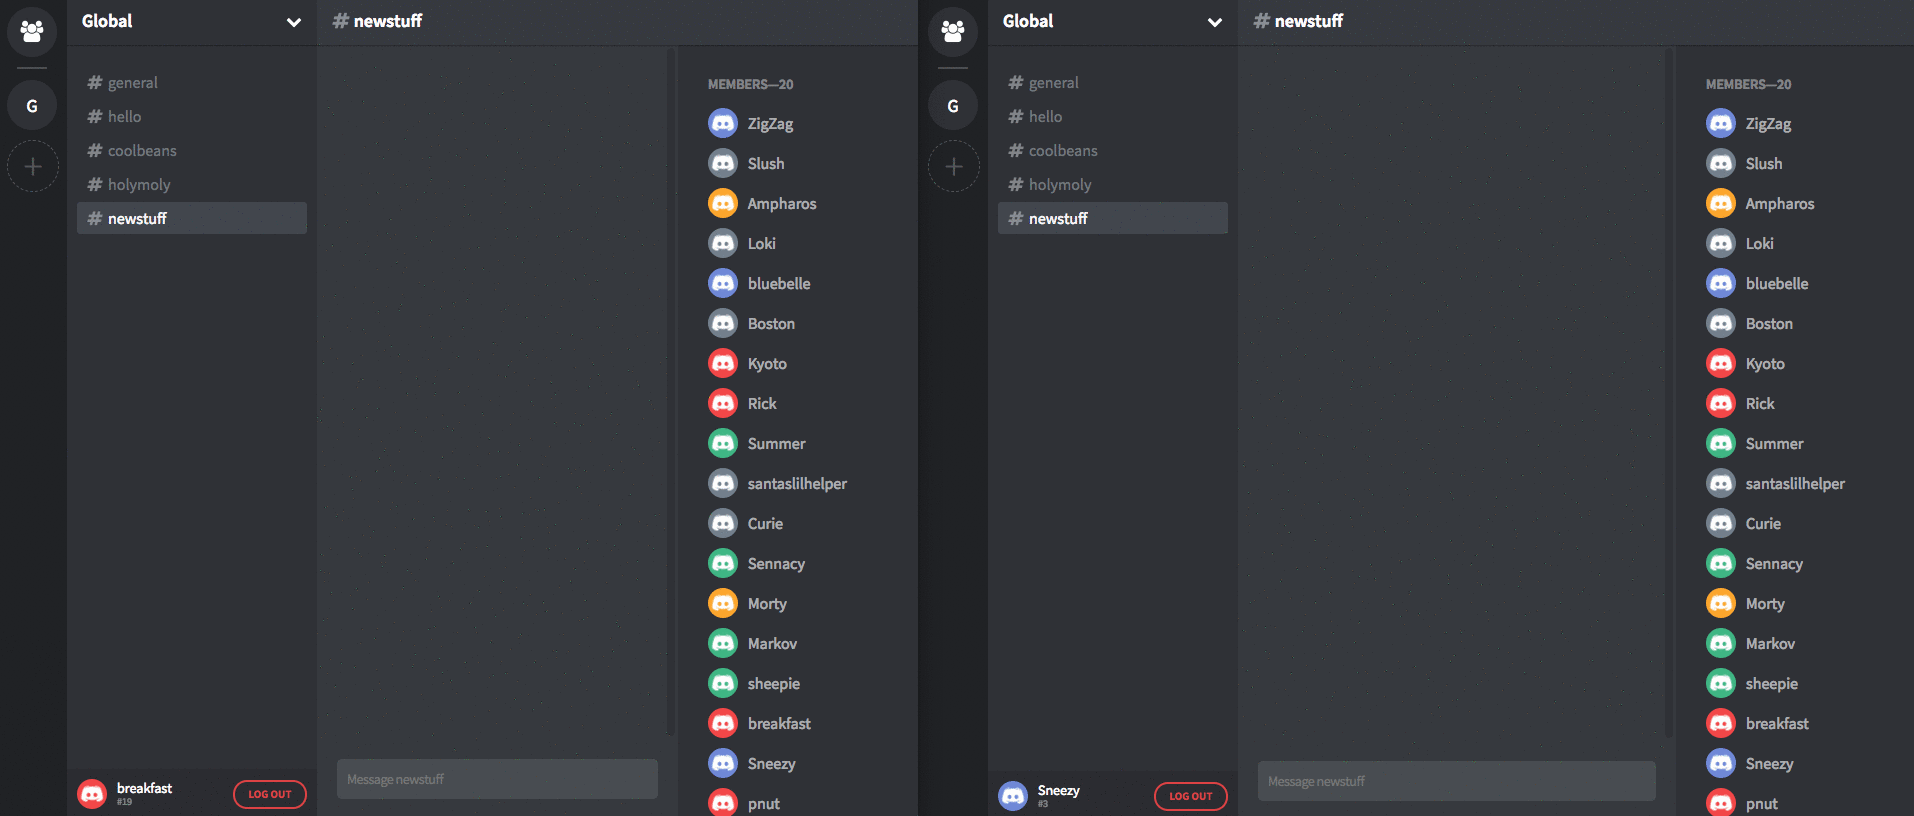 Global
# newstuff
G
# general
# hello
# coolbeans
# holymoly
# newstuff
MEMBERS—20
ZigZag
Slush
Ampharos
Loki
bluebelle
Boston
Kyoto
Rick
Summer
santaslilhelper
Curie
Sennacy
Morty
Markov
sheepie
breakfast
Sneezy
pnut
Message newstuff
breakfast
#19
LOG OUT
Global
# newstuff
G
# general
# hello
# coolbeans
# holymoly
# newstuff
MEMBERS—20
ZigZag
Slush
Ampharos
Loki
bluebelle
Boston
Kyoto
Rick
Summer
santaslilhelper
Curie
Sennacy
Morty
Markov
sheepie
breakfast
Sneezy
pnut
Message newstuff
Sneezy
#3
LOG OUT